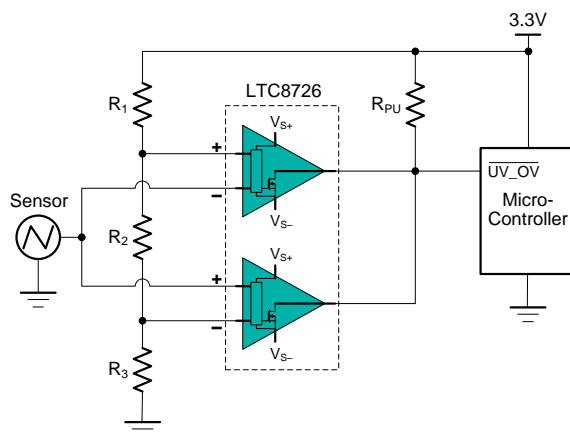 3.3V
LTC8726
R1
RPU
VS+
+
UV_OV
–
Micro-
Controller
Sensor
VS–
R2
VS+
+
–
VS–
R3